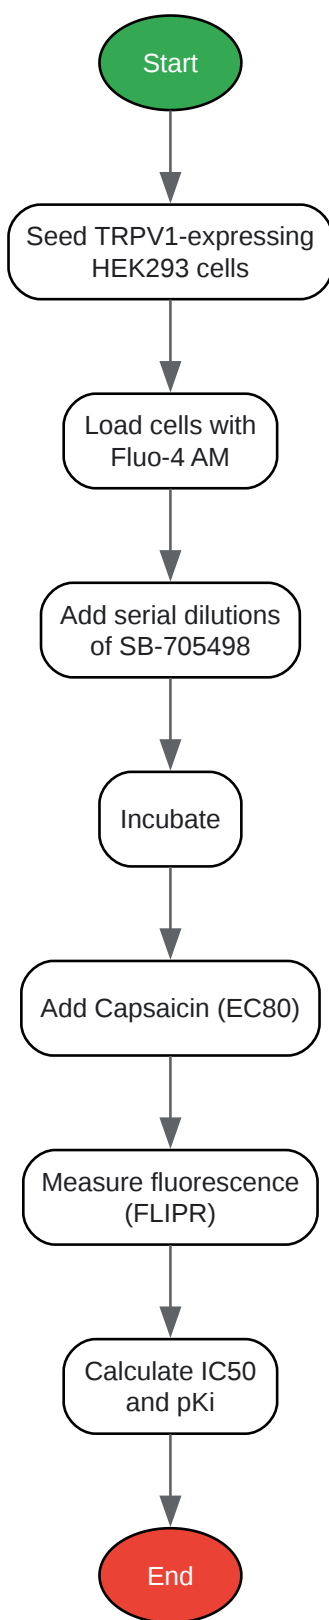 Start
Seed TRPV1-expressing
HEK293 cells
Load cells with
Fluo-4 AM
Add serial dilutions
of SB-705498
Incubate
Add Capsaicin (EC80)
Measure fluorescence
(FLIPR)
Calculate IC50
and pKi
End